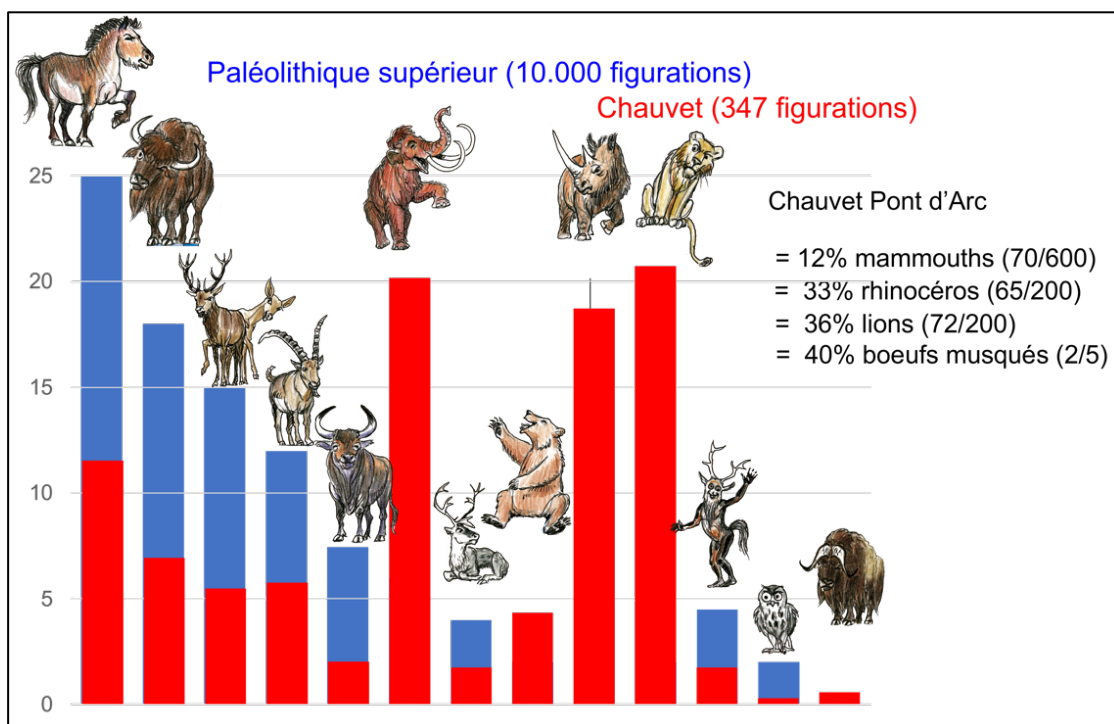 Paléolithique supérieur (10.000 figurations)
Chauvet (347 figurations)
25
20
15
10
5
0
Chauvet Pont d’Arc
= 12% mammouths (70/600)
= 33% rhinocéros (65/200)
= 36% lions (72/200)
= 40% boeufs musqués (2/5)